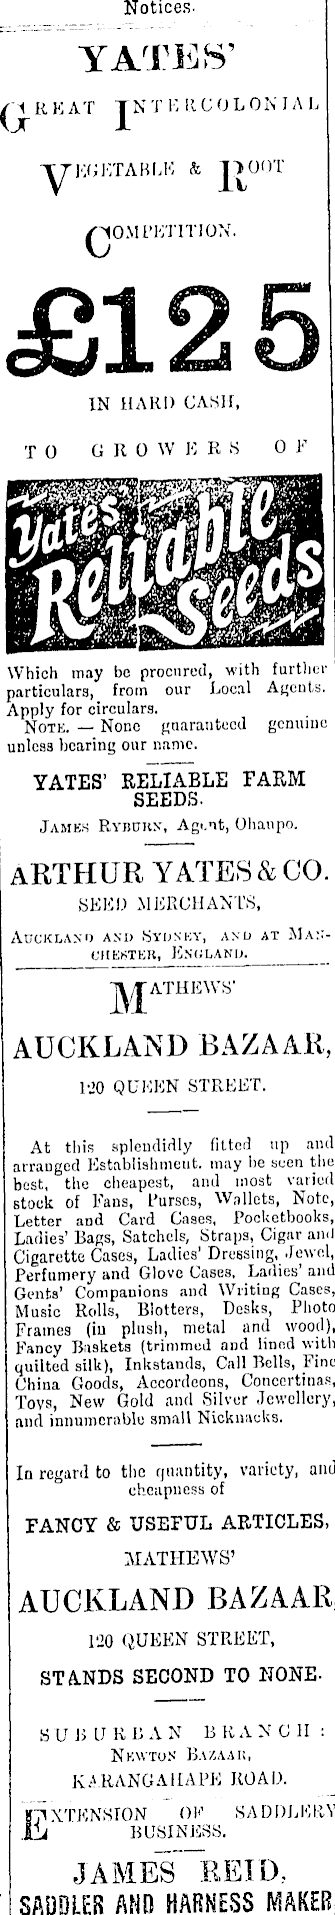 Notices.
YATES'
GREAT INTERCOLONIAL
VEGETABLE & ROOT
COMPETITION.
£125
IN HARD CASH,
TO GROWERS OF
Yates' Reliable Seeds
Which may be procured, with further
particulars, from our Local Agents.
Apply for circulars.
NOTE. — None guaranteed genuine
unless bearing our name.
YATES' RELIABLE FARM
SEEDS.
JAMES RYBURN, Agent, Ohaupo.
ARTHUR YATES & CO.
SEED MERCHANTS,
AUCKLAND AND SYDNEY, AND AT MAN-
CHESTER, ENGLAND.
MATHEWS'
AUCKLAND BAZAAR,
120 QUEEN STREET.
At this splendidly fitted up and
arranged Establishment, may be seen the
best, the cheapest, and most varied
stock of Fans, Purses, Wallets, Note,
Letter and Card Cases, Pocketbooks,
Ladies' Bags, Satchels, Straps, Cigar and
Cigarette Cases, Ladies' Dressing, Jewel,
Perfumery and Glove Cases, Ladies' and
Gents' Companions and Writing Cases,
Music Rolls, Blotters, Desks, Photo
Frames (in plush, metal and wood),
Fancy Baskets (trimmed and lined with
quilted silk), Inkstands, Call Bells, Fine
China Goods, Accordeons, Concertinas,
Toys, New Gold and Silver Jewellery,
and innumerable small Nicknacks.
In regard to the quantity, variety, and
cheapness of
FANCY & USEFUL ARTICLES,
MATHEWS'
AUCKLAND BAZAAR
120 QUEEN STREET,
STANDS SECOND TO NONE.
SUBURBAN BRANCH:
NEWTON BAZAAR,
KARANGAHAPE ROAD.
EXTENSION OF SADDLERY
BUSINESS.
JAMES REID,
SADDLER AND HARNESS MAKER